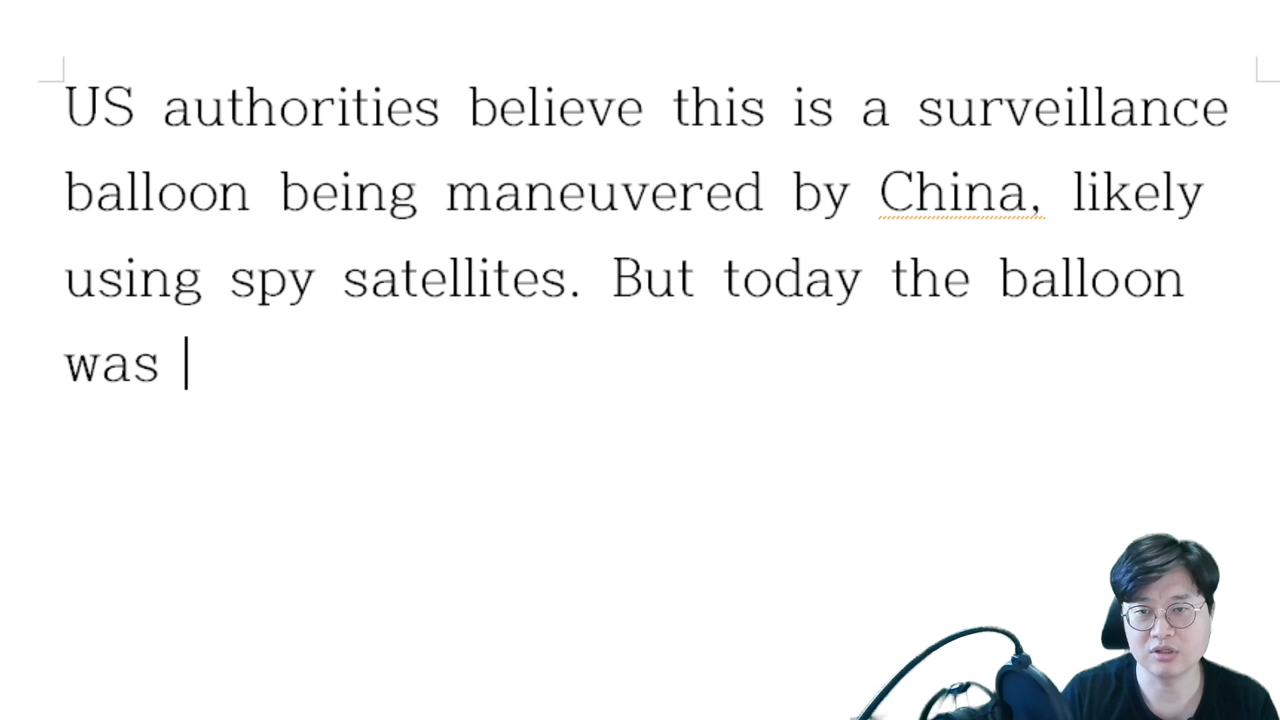 US authorities believe this is a surveillance
balloon being maneuvered by China, likely
using spy satellites. But today the balloon
was